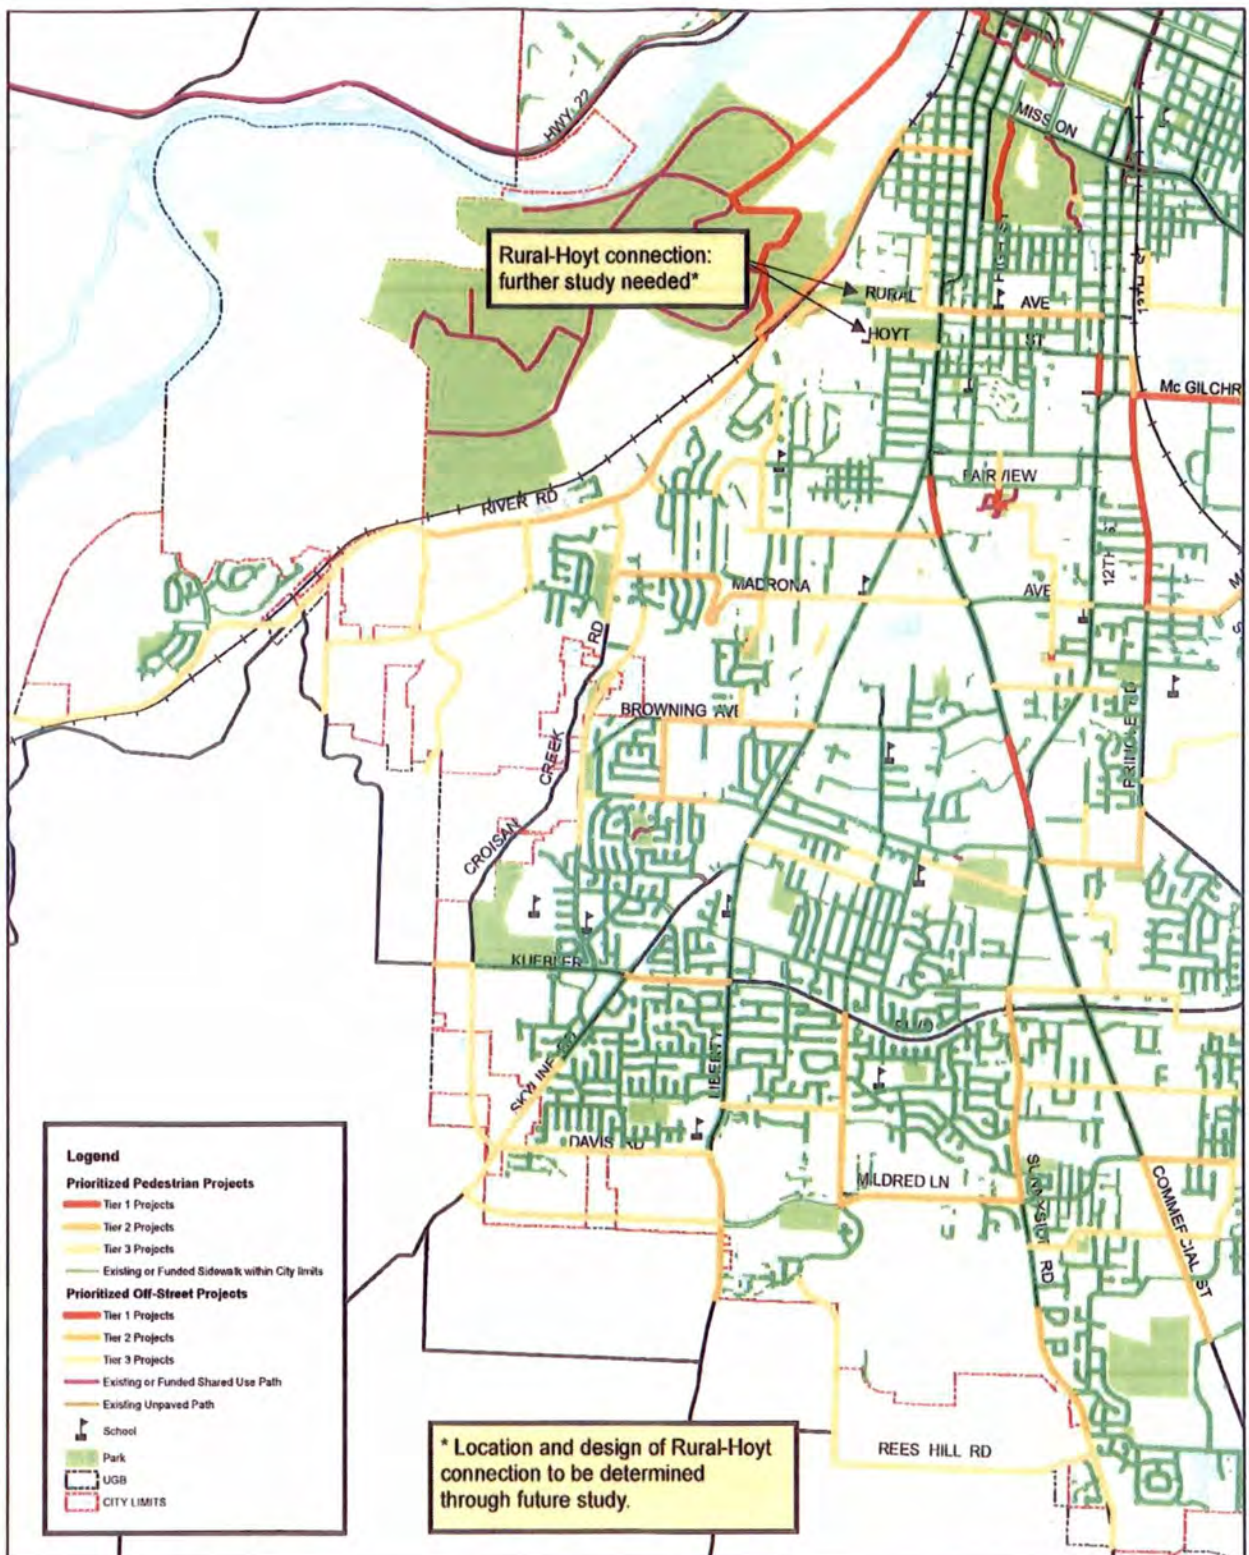 HWY 22
MISSION
Rural-Hoyt connection:
further study needed*
RURAL
AVE
HOYT
ST
12TH ST
Mc GILCHR
FAIRVIEW
RIVER RD
MADRONA
AVE
12TH S
CROISAN CREEK RD
BROWNING AVE
PRINGLE RD
KUEBLER
BLVD
SKYLINE RD
LIBERTY
DAVIS RD
MILDRED LN
SUNNYSIDE RD
COMMERCIAL ST
REES HILL RD
Legend
Prioritized Pedestrian Projects
Tier 1 Projects
Tier 2 Projects
Tier 3 Projects
Existing or Funded Sidewalk within City limits
Prioritized Off-Street Projects
Tier 1 Projects
Tier 2 Projects
Tier 3 Projects
Existing or Funded Shared Use Path
Existing Unpaved Path
School
Park
UGB
CITY LIMITS
* Location and design of Rural-Hoyt
connection to be determined
through future study.